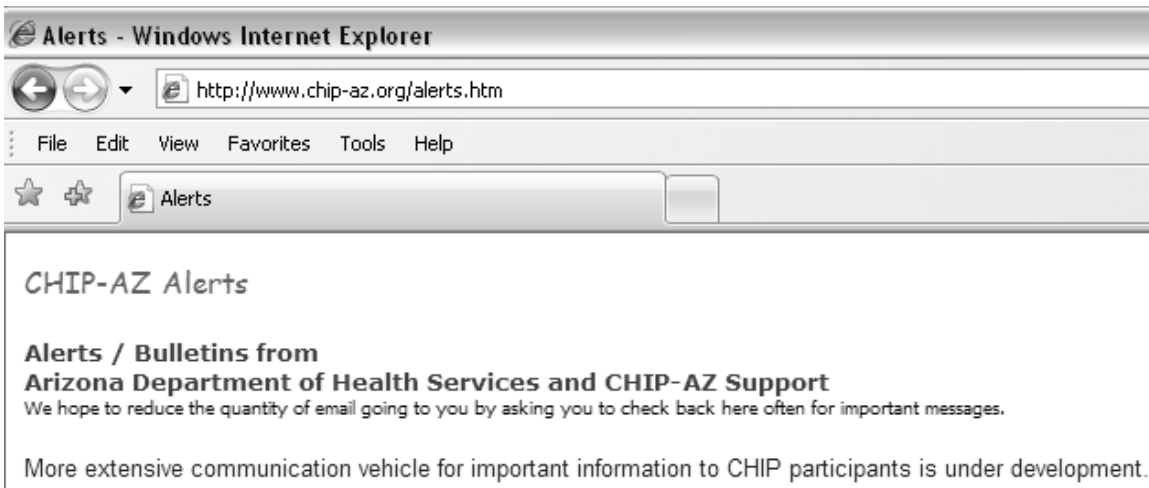 Alerts - Windows Internet Explorer
http://www.chip-az.org/alerts.htm
File Edit View Favorites Tools Help
Alerts
CHIP-AZ Alerts
Alerts / Bulletins from
Arizona Department of Health Services and CHIP-AZ Support
We hope to reduce the quantity of email going to you by asking you to check back here often for important messages.
More extensive communication vehicle for important information to CHIP participants is under development.